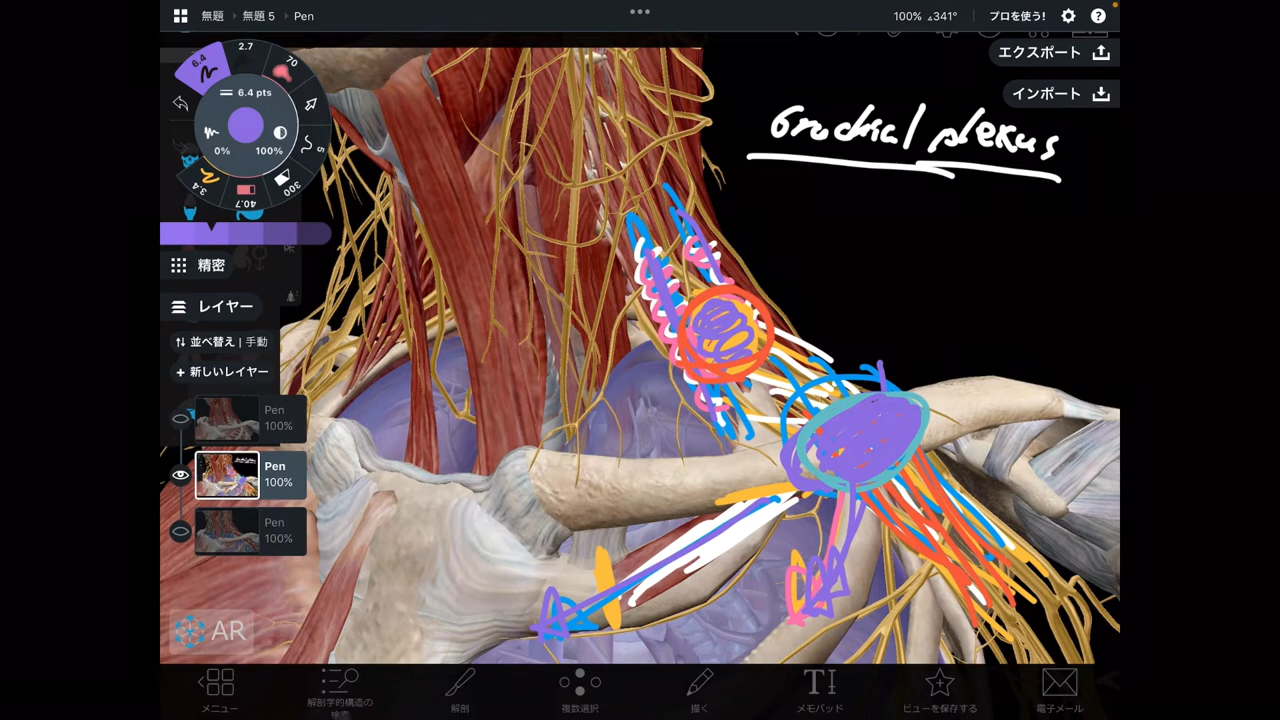 無題 › 無題 5 › Pen
100% ⊿341°
プロを使う!
エクスポート
インポート
brachial plexus
2.7
70
6.4
6.4 pts
0%
100%
5
300
40.7
3.4
精密
レイヤー
並べ替え | 手動
新しいレイヤー
Pen
100%
Pen
100%
Pen
100%
AR
メニュー
解剖学的構造の
検索
解剖
複数選択
描く
メモパッド
ビューを保存する
電子メール